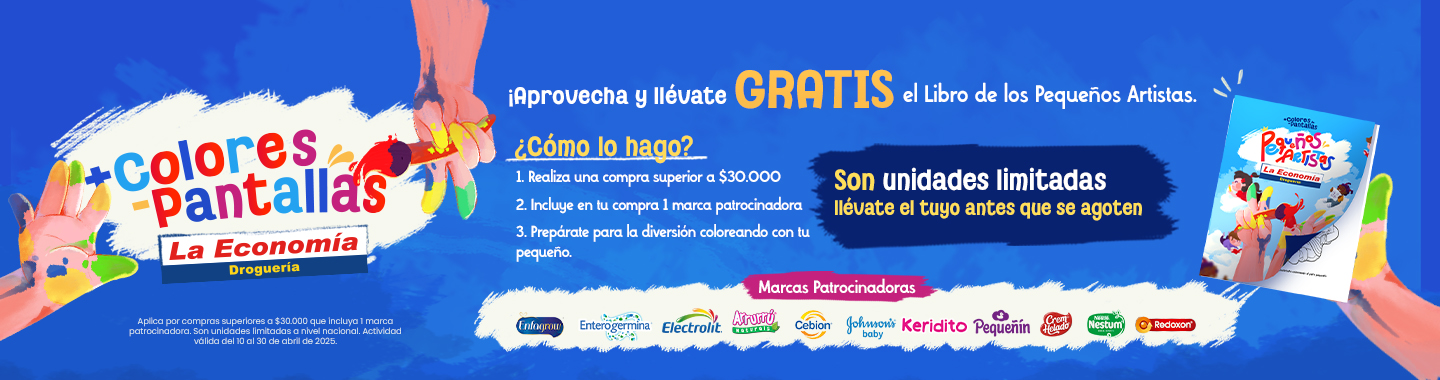 +Colores
-Pantallas
La Economía
Droguería
Aplica por compras superiores a $30.000 que incluya 1 marca
patrocinadora. Son unidades limitadas a nivel nacional. Actividad
válida del 10 al 30 de abril de 2025.
¡Aprovecha y llévate GRATIS el Libro de los Pequeños Artistas.
¿Cómo lo hago?
1. Realiza una compra superior a $30.000
2. Incluye en tu compra 1 marca patrocinadora
3. Prepárate para la diversión coloreando con tu
pequeño.
Son unidades limitadas
llévate el tuyo antes que se agoten
+Colores
-Pantallas
Pequeños
Artistas
La Economía
Droguería
Marcas Patrocinadoras
Enfagrow
Enterogermina
Electrolit
Arrurrú
NATURALS
Cebion
Johnson's
baby
Keridito
Pequeñín
Crem
Helado
Nestlé
Nestum
Redoxon